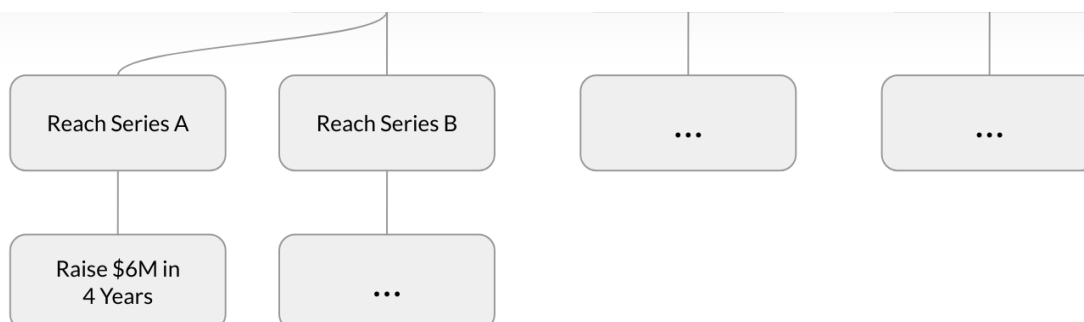 Reach Series A
Reach Series B
...
...
Raise $6M in
4 Years
...